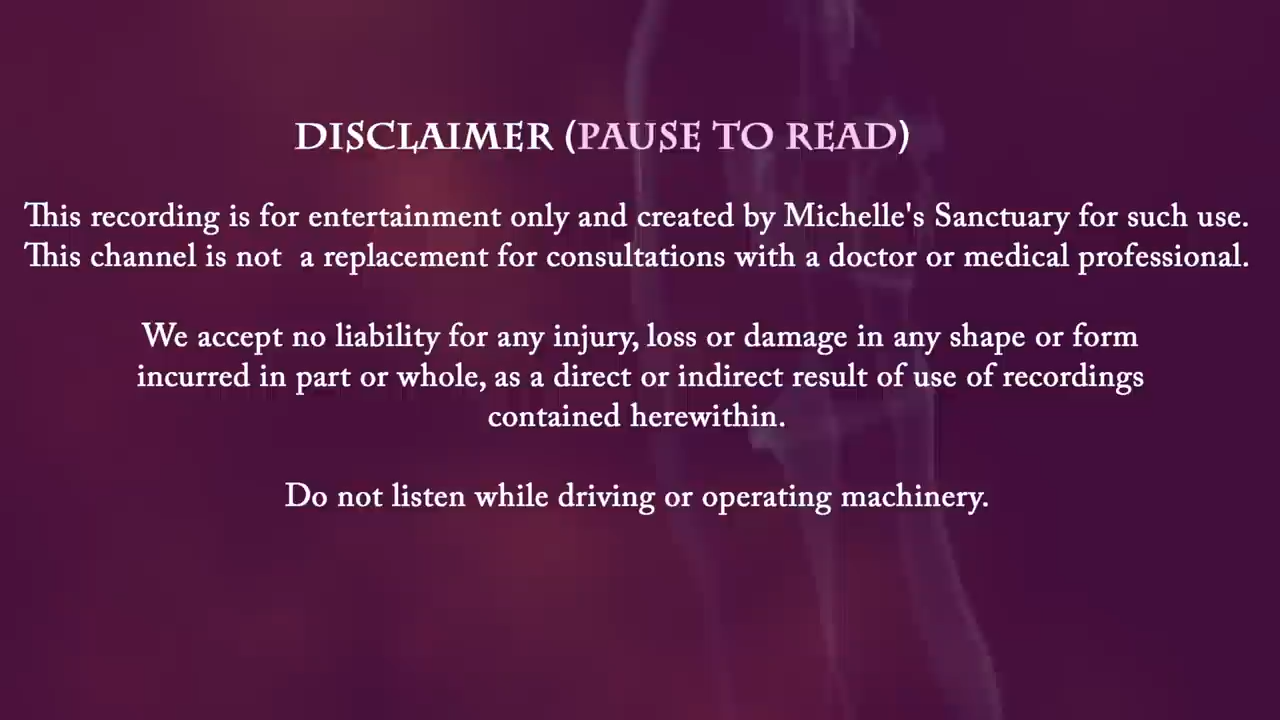 DISCLAIMER (PAUSE TO READ)
This recording is for entertainment only and created by Michelle's Sanctuary for such use.
This channel is not  a replacement for consultations with a doctor or medical professional.
We accept no liability for any injury, loss or damage in any shape or form
incurred in part or whole, as a direct or indirect result of use of recordings
contained herewithin.
Do not listen while driving or operating machinery.